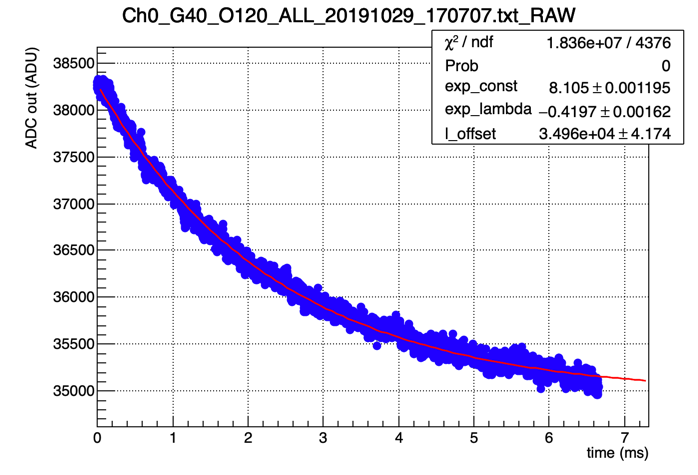 Ch0_G40_O120_ALL_20191029_170707.txt_RAW
χ² / ndf 1.836e+07 / 4376
Prob 0
exp_const 8.105 ± 0.001195
exp_lambda −0.4197 ± 0.00162
l_offset 3.496e+04 ± 4.174
ADC out (ADU)
38500
38000
37500
37000
36500
36000
35500
35000
0 1 2 3 4 5 6 7
time (ms)